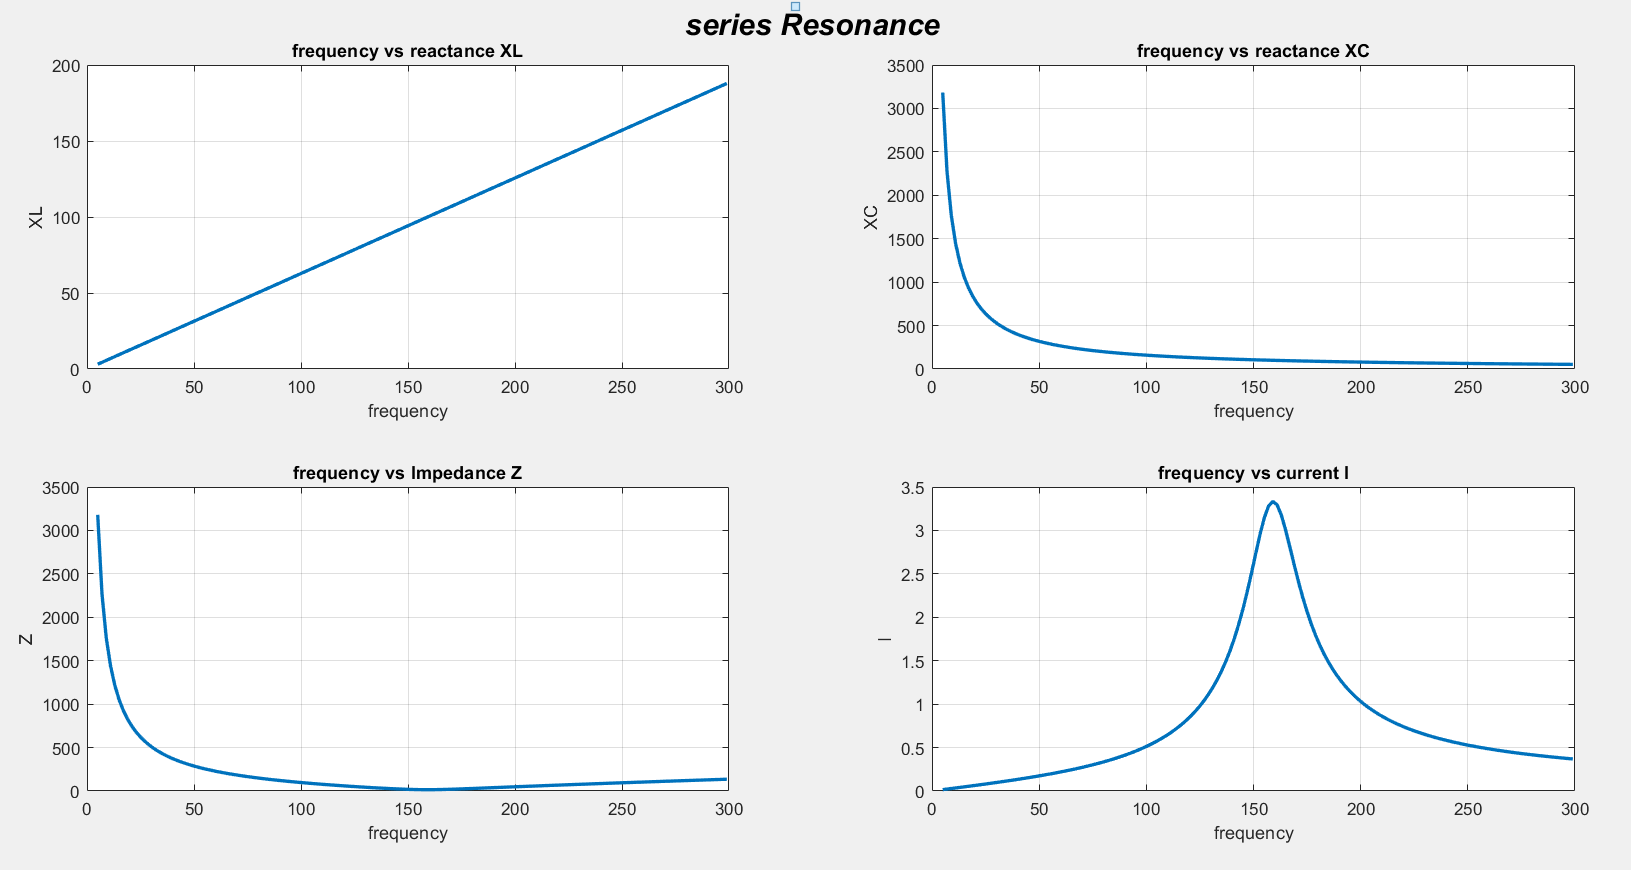 series Resonance
frequency vs reactance XL
200
150
100
50
0
XL
0 50 100 150 200 250 300
frequency
frequency vs reactance XC
3500
3000
2500
2000
1500
1000
500
0
XC
0 50 100 150 200 250 300
frequency
frequency vs Impedance Z
3500
3000
2500
2000
1500
1000
500
0
Z
0 50 100 150 200 250 300
frequency
frequency vs current I
3.5
3
2.5
2
1.5
1
0.5
0
I
0 50 100 150 200 250 300
frequency